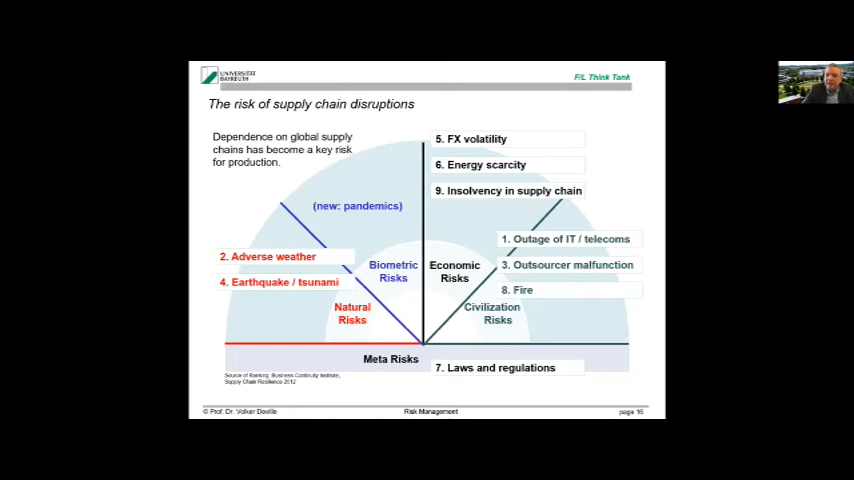 UNIVERSITÄT
BAYREUTH
F/L Think Tank
The risk of supply chain disruptions
Dependence on global supply
chains has become a key risk
for production.
5. FX volatility
6. Energy scarcity
9. Insolvency in supply chain
(new: pandemics)
1. Outage of IT / telecoms
2. Adverse weather
3. Outsourcer malfunction
4. Earthquake / tsunami
8. Fire
Biometric
Risks
Economic
Risks
Natural
Risks
Civilization
Risks
Meta Risks
7. Laws and regulations
Source of Ranking: Business Continuity Institute,
Supply Chain Resilience 2012
© Prof. Dr. Volker Deville
Risk Management
page 16